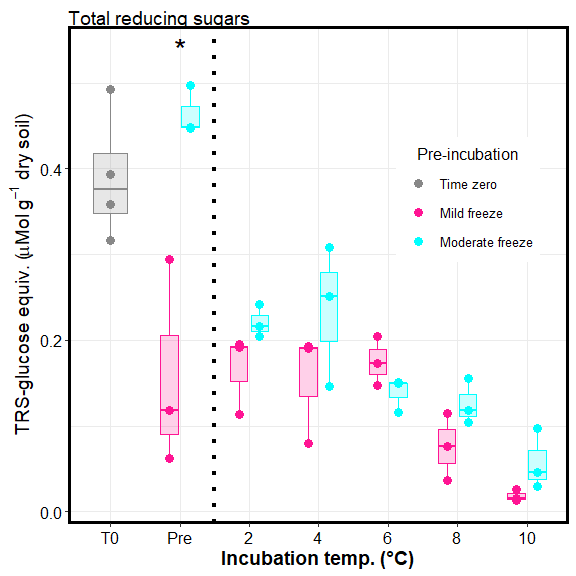 Total reducing sugars
*
TRS-glucose equiv. (μMol g⁻¹ dry soil)
0.4
0.2
0.0
Pre-incubation
Time zero
Mild freeze
Moderate freeze
T0 Pre 2 4 6 8 10
Incubation temp. (°C)